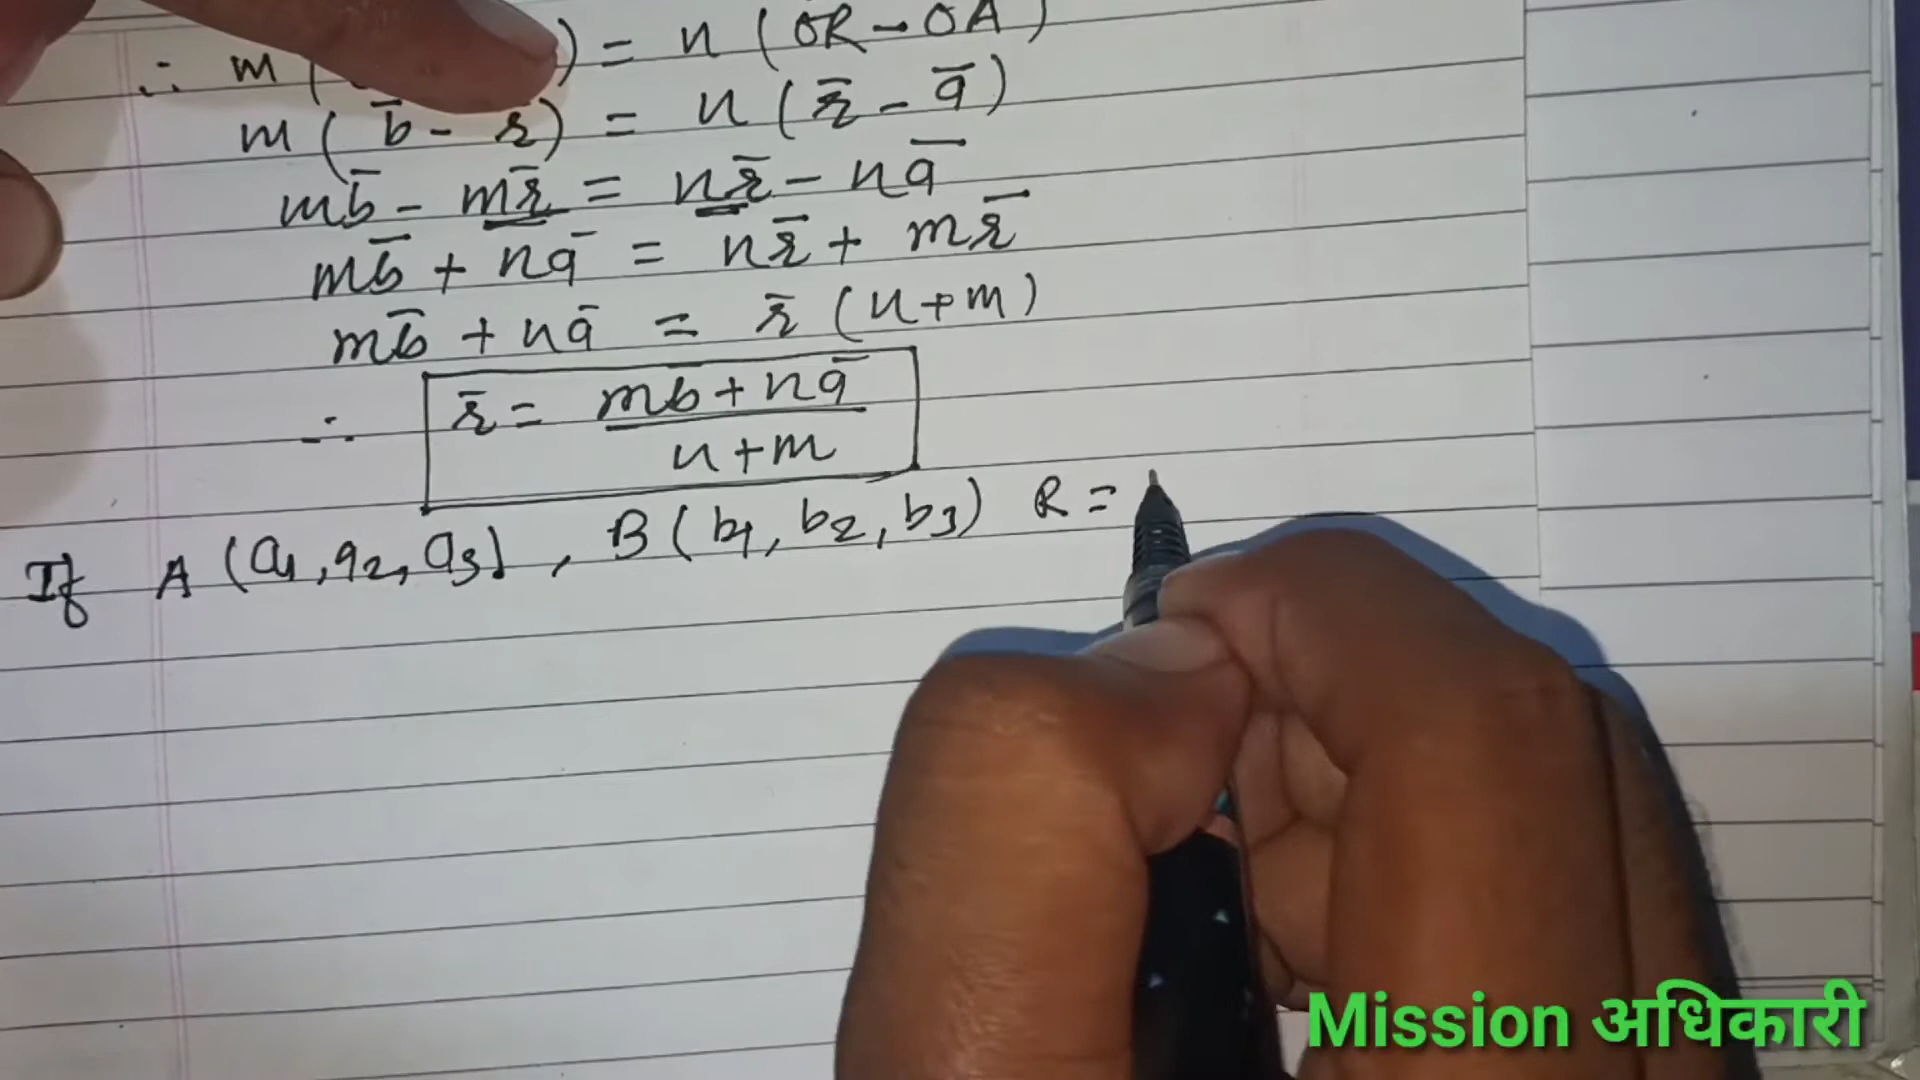 ∴ m ( ) = n (OR - OA)
m ( b̄ - r̄ ) = n ( r̄ - ā )
mb̄ - mr̄ = nr̄ - nā
mb̄ + nā = nr̄ + mr̄
mb̄ + nā = r̄ (n+m)
∴ r̄ = mb̄ + nā / n+m
If A (a1, a2, a3), B (b1, b2, b3) R =
Mission अधिकारी